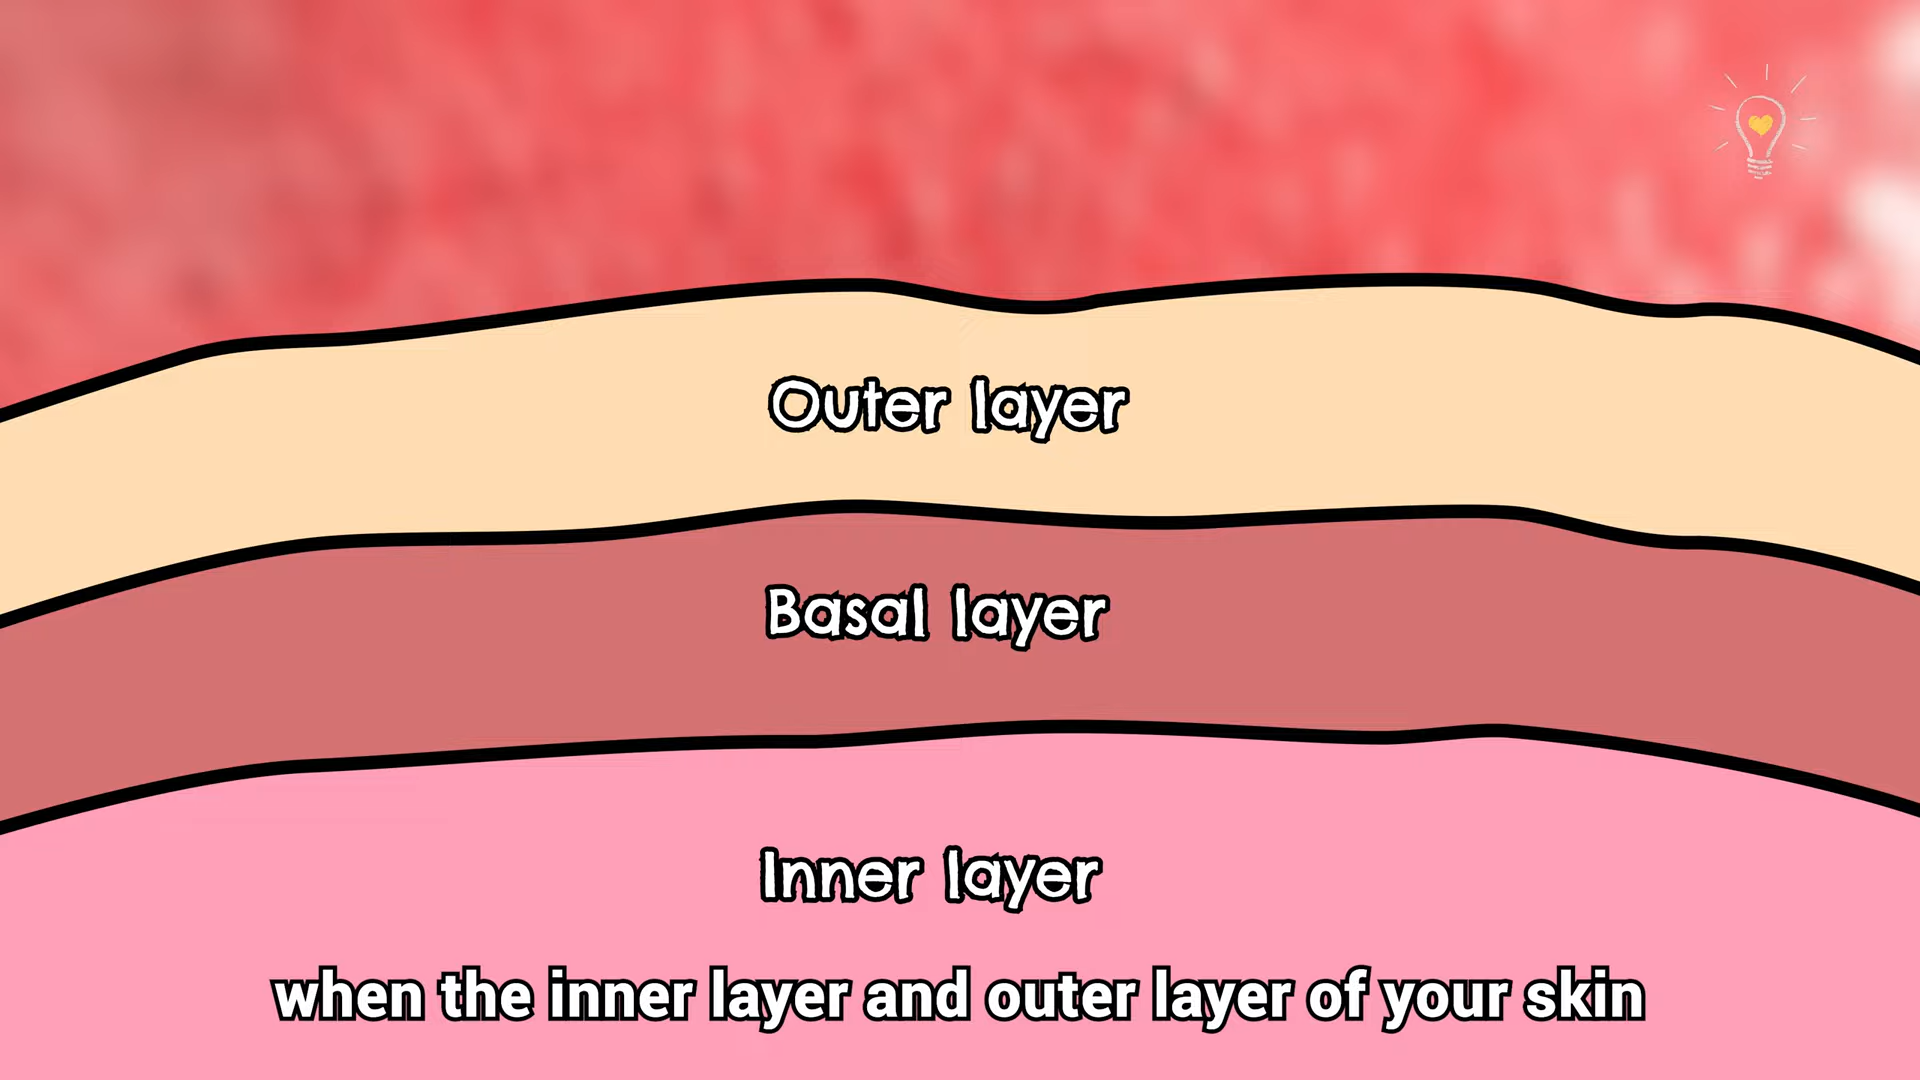 Outer layer
Basal layer
Inner layer
when the inner layer and outer layer of your skin